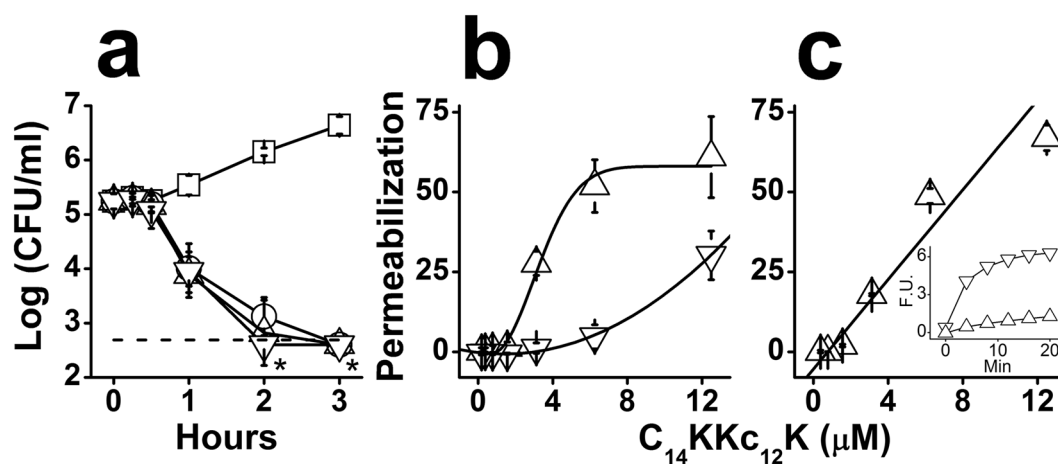 a b c
Log (CFU/ml)
7
6
5
4
3
2
0 1 2 3
Hours
* *
Permeabilization
75
50
25
0
0 4 8 12
75
50
25
0
0 4 8 12
C14KKc12K (μM)
F.U.
6
3
0
0 10 20
Min